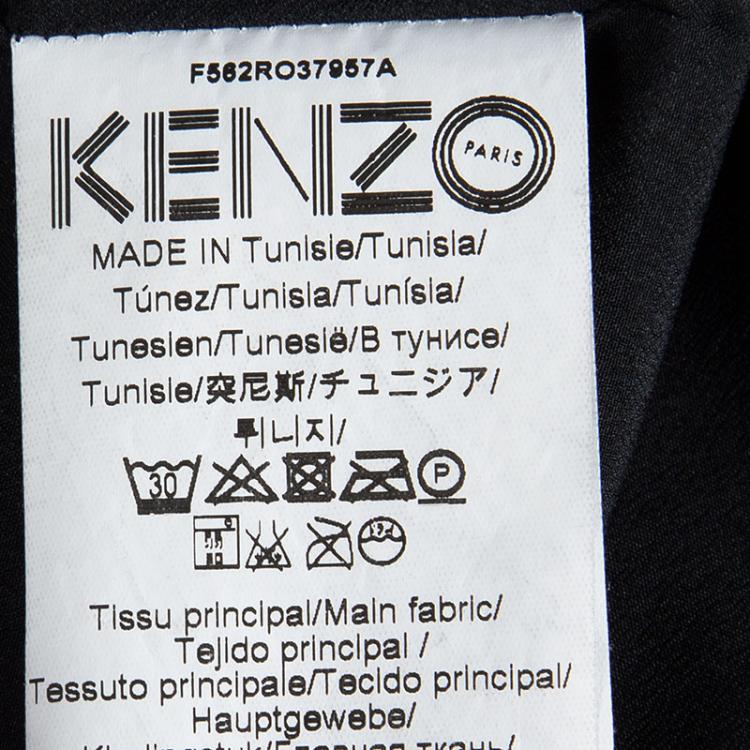 F562RO37957A
KENZO PARIS
MADE IN Tunisie/Tunisia/
Túnez/Tunisia/Tunísia/
Tunesien/Tunesië/В тунисе/
Tunisie/突尼斯/チュニジア/
튀니지/
30 P
Tissu principal/Main fabric/
Tejido principal /
Tessuto principale/Tecido principal/
Hauptgewebe/